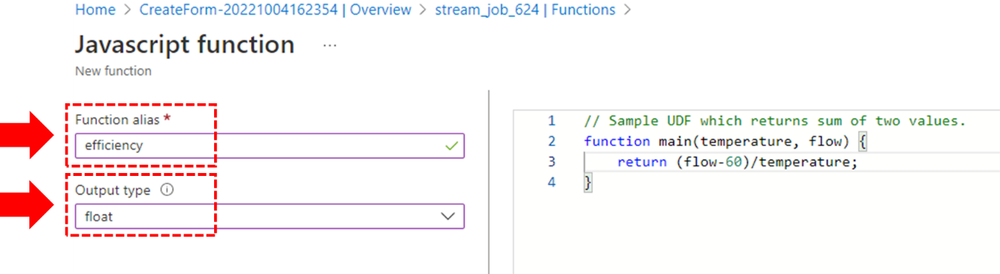 Home > CreateForm-20221004162354 | Overview > stream_job_624 | Functions >
Javascript function ...
New function
Function alias *
efficiency
Output type
float
1 // Sample UDF which returns sum of two values.
2 function main(temperature, flow) {
3 return (flow-60)/temperature;
4 }